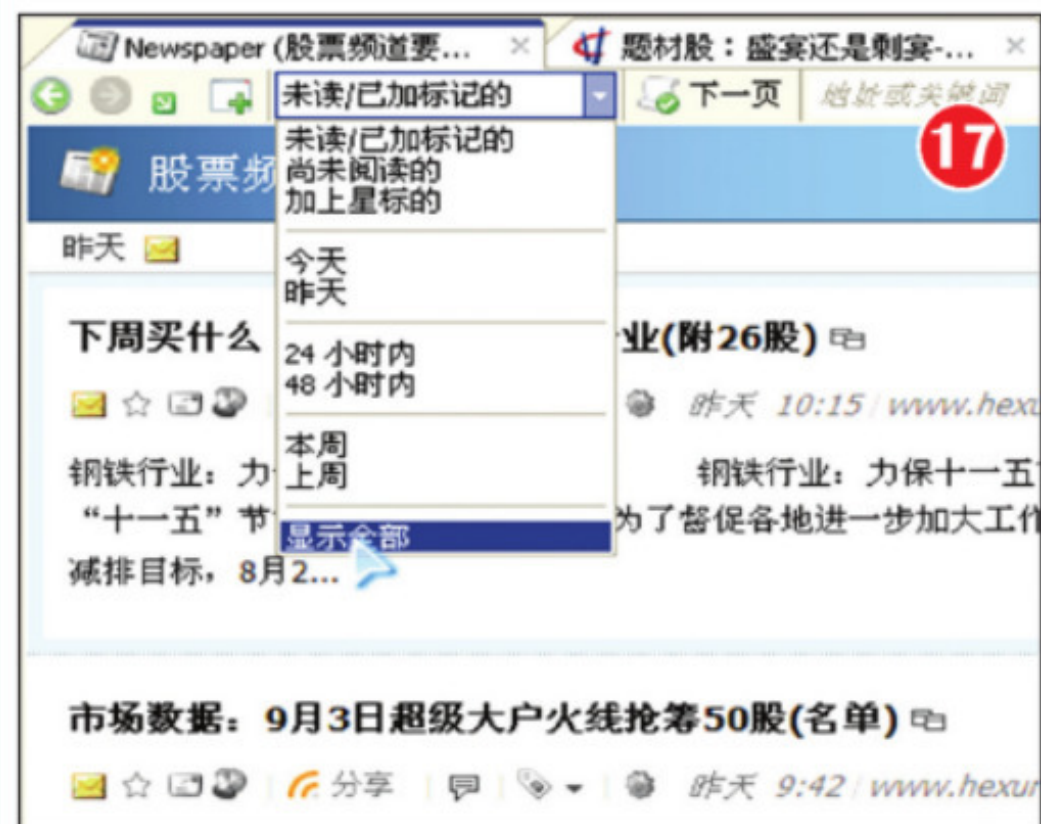 Newspaper (股票频道要...
题材股：盛宴还是剩宴-...
未读/已加标记的
下一页
地址或关键词
17
未读/已加标记的
尚未阅读的
加上星标的
股票频
昨天
今天
昨天
24 小时内
48 小时内
本周
上周
显示全部
下周买什么
业(附26股)
昨天 10:15 www.hexu
钢铁行业：力
钢铁行业：力保十一五
“十一五”节
为了督促各地进一步加大工作
减排目标，8月2...
市场数据：9月3日超级大户火线抢筹50股(名单)
分享
昨天 9:42 www.hexun